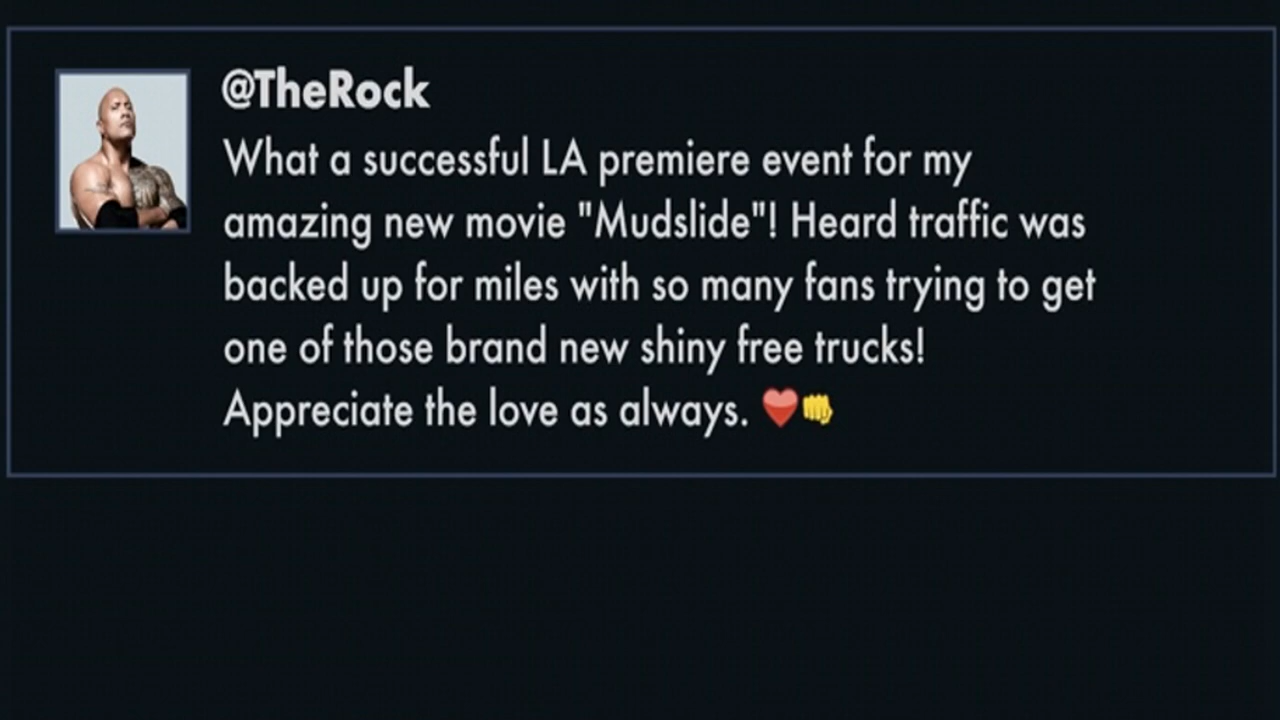 @TheRock
What a successful LA premiere event for my
amazing new movie "Mudslide"! Heard traffic was
backed up for miles with so many fans trying to get
one of those brand new shiny free trucks!
Appreciate the love as always. ❤️👊